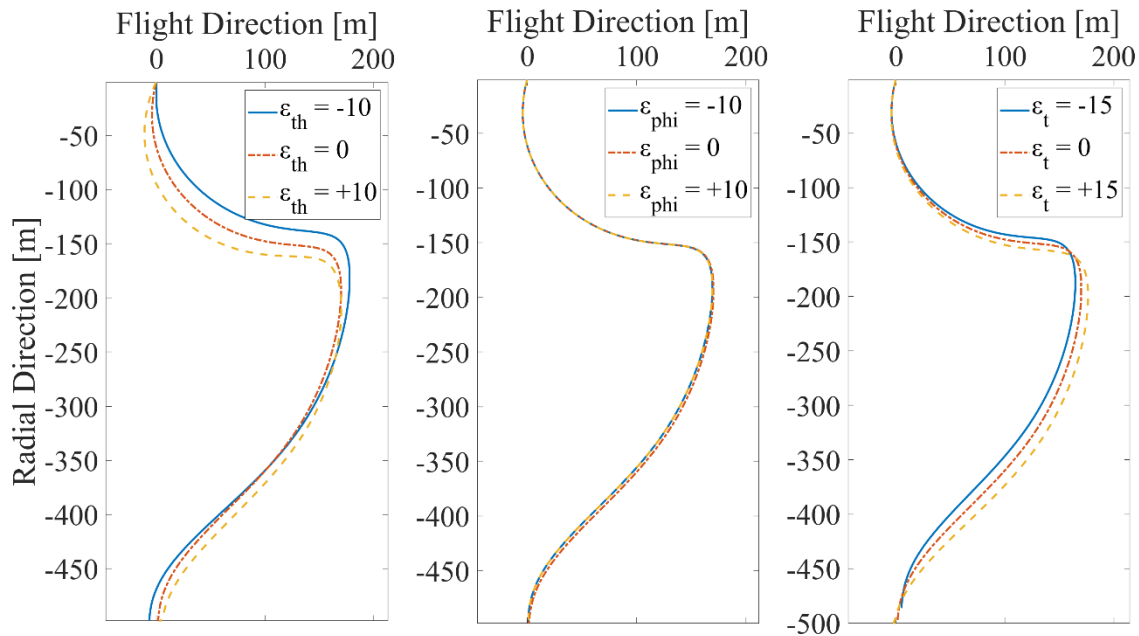 Flight Direction [m]
0 100 200
-50
-100
-150
-200
-250
-300
-350
-400
-450
Radial Direction [m]
ε_th = -10
ε_th = 0
ε_th = +10
Flight Direction [m]
0 100 200
-50
-100
-150
-200
-250
-300
-350
-400
-450
ε_phi = -10
ε_phi = 0
ε_phi = +10
Flight Direction [m]
0 100 200
-50
-100
-150
-200
-250
-300
-350
-400
-450
-500
ε_t = -15
ε_t = 0
ε_t = +15